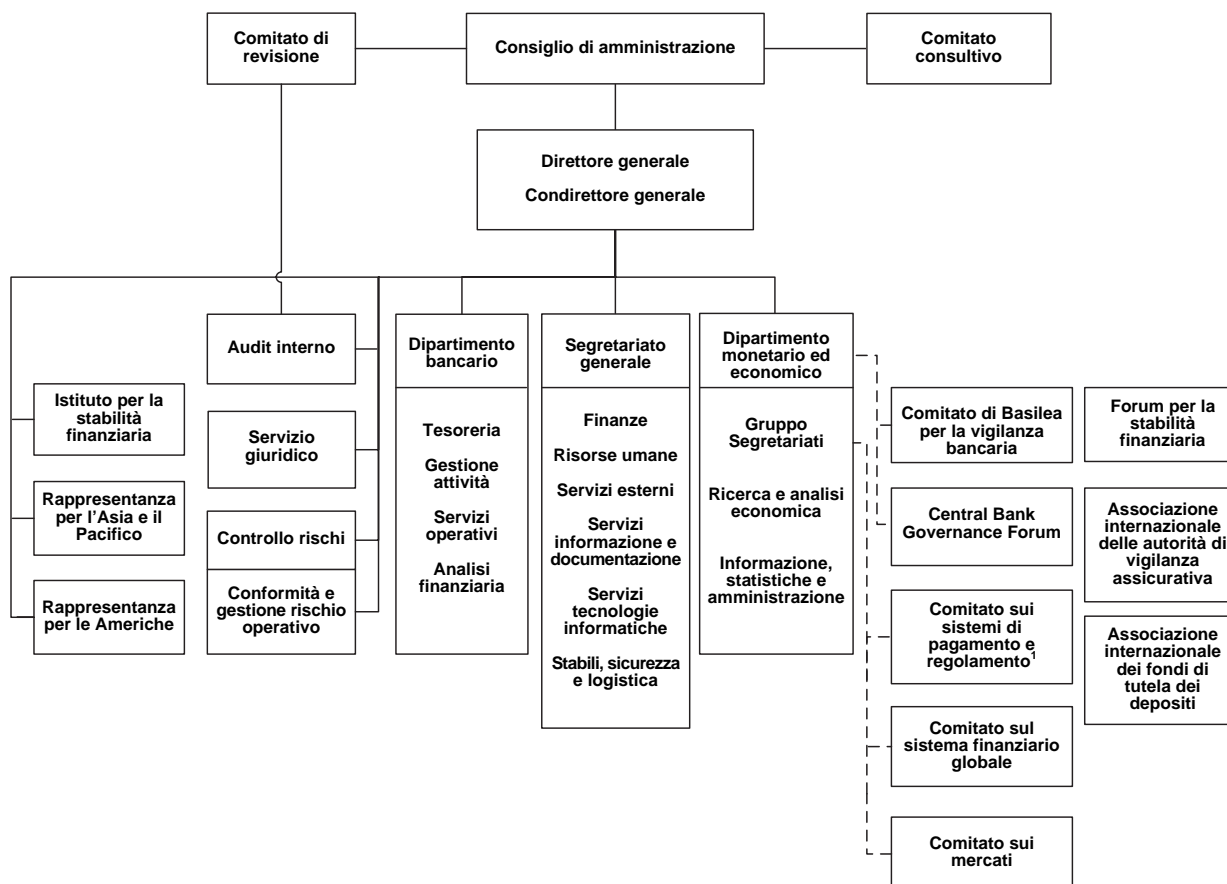 Comitato di
revisione
Consiglio di amministrazione
Comitato
consultivo
Direttore generale
Condirettore generale
Audit interno
Dipartimento
bancario
Segretariato
generale
Dipartimento
monetario ed
economico
Istituto per la
stabilità
finanziaria
Rappresentanza
per l'Asia e il
Pacifico
Rappresentanza
per le Americhe
Servizio
giuridico
Controllo rischi
Conformità e
gestione rischio
operativo
Tesoreria
Gestione
attività
Servizi
operativi
Analisi
finanziaria
Finanze
Risorse umane
Servizi esterni
Servizi
informazione e
documentazione
Servizi
tecnologie
informatiche
Stabili, sicurezza
e logistica
Gruppo
Segretariati
Ricerca e analisi
economica
Informazione,
statistiche e
amministrazione
Comitato di Basilea
per la vigilanza
bancaria
Central Bank
Governance Forum
Comitato sui
sistemi di
pagamento e
regolamento¹
Comitato sul
sistema finanziario
globale
Comitato sui
mercati
Forum per la
stabilità
finanziaria
Associazione
internazionale
delle autorità di
vigilanza
assicurativa
Associazione
internazionale
dei fondi di
tutela dei
depositi